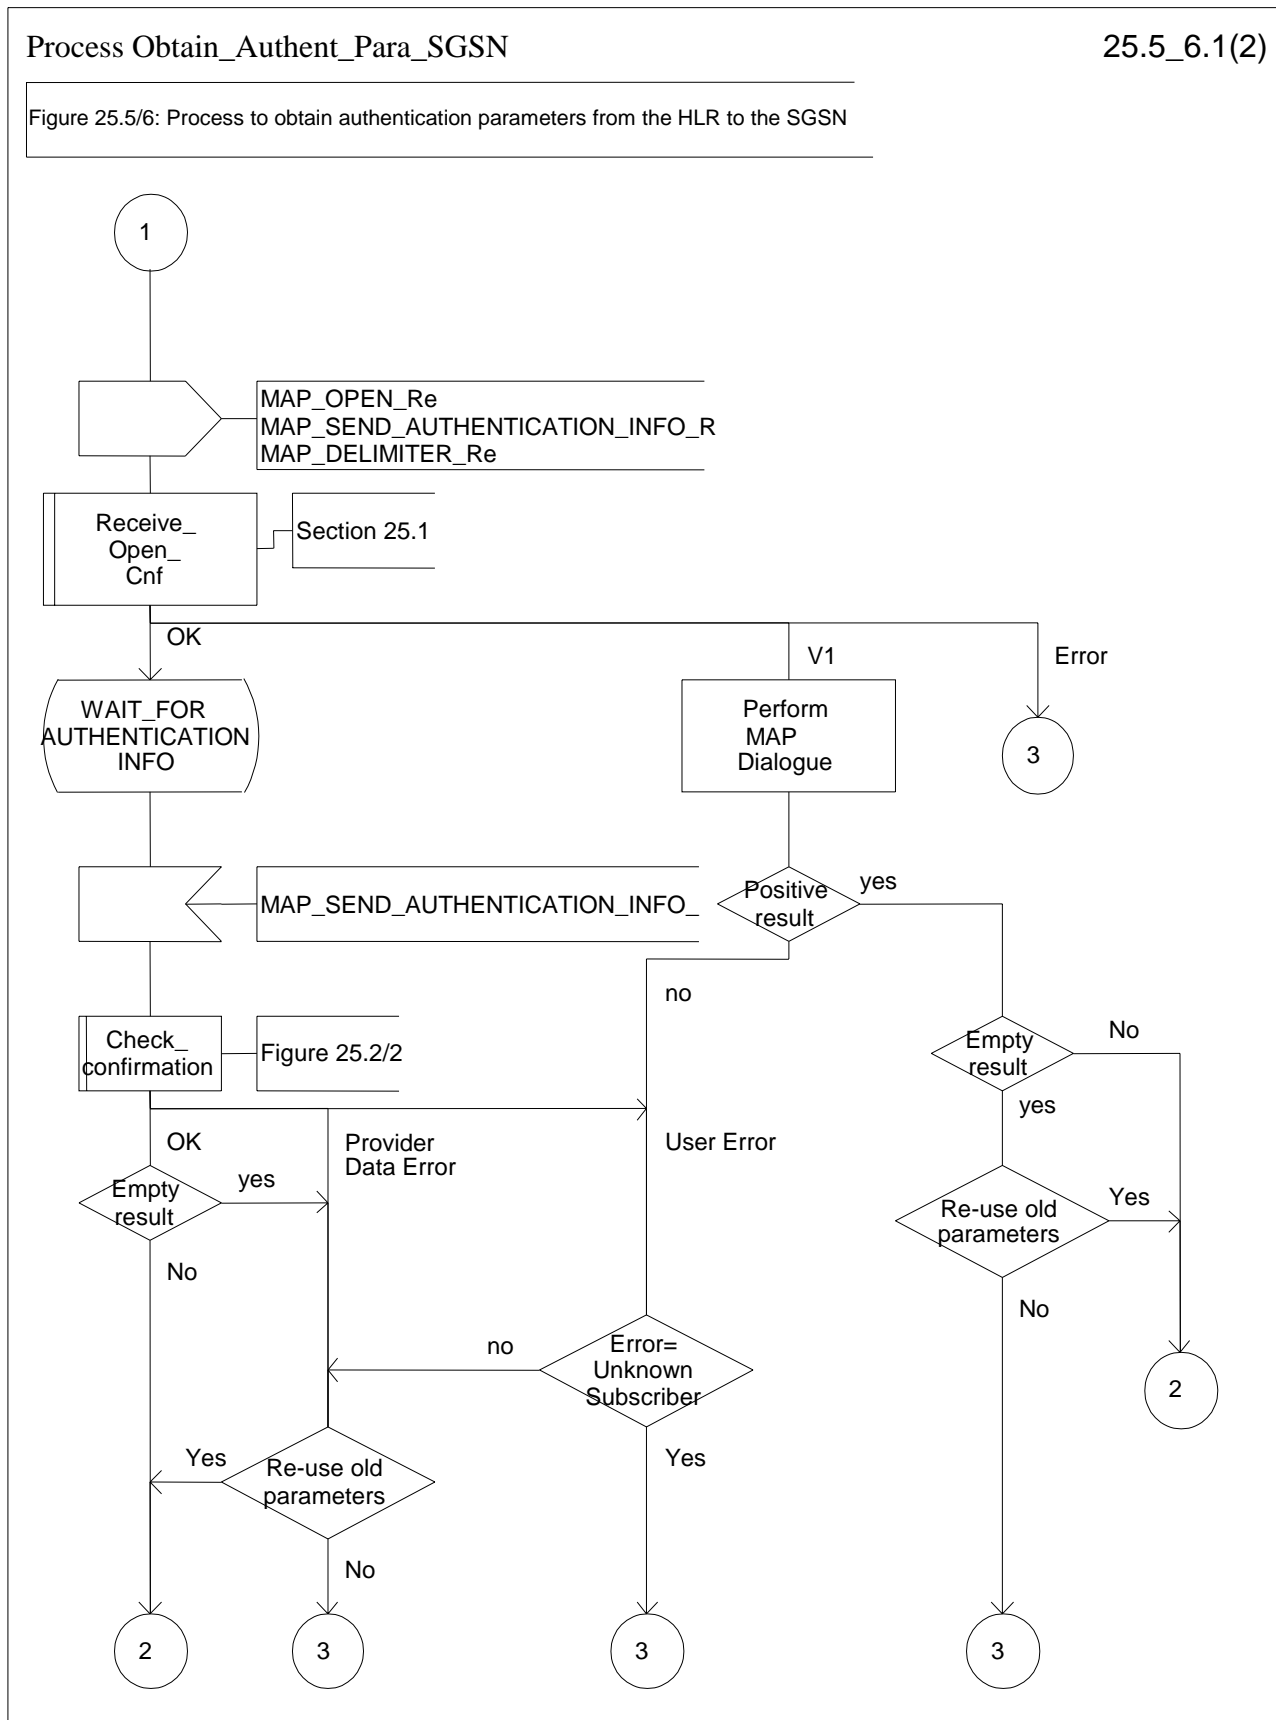 Process Obtain_Authent_Para_SGSN
25.5_6.1(2)
Figure 25.5/6: Process to obtain authentication parameters from the HLR to the SGSN
1
MAP_OPEN_Re
MAP_SEND_AUTHENTICATION_INFO_R
MAP_DELIMITER_Re
Receive_
Open_
Cnf
Section 25.1
OK
V1
Error
WAIT_FOR
AUTHENTICATION
INFO
Perform
MAP
Dialogue
3
MAP_SEND_AUTHENTICATION_INFO_
Positive
result
yes
no
Check_
confirmation
Figure 25.2/2
Empty
result
No
yes
OK
Provider
Data Error
User Error
Empty
result
yes
Re-use old
parameters
Yes
No
No
Error=
Unknown
Subscriber
no
Yes
2
Re-use old
parameters
Yes
No
2
3
3
3